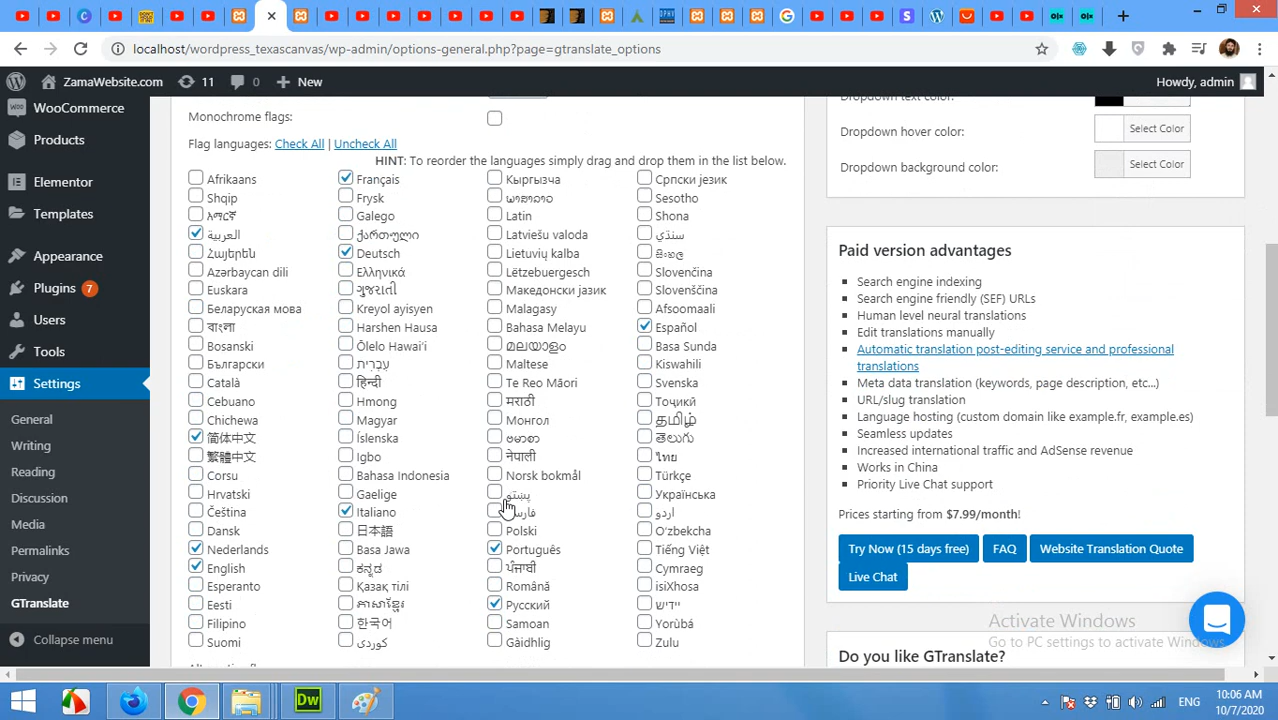 localhost/wordpress_texascanvas/wp-admin/options-general.php?page=gtranslate_options
ZamaWebsite.com
11
0
New
Howdy, admin
WooCommerce
Products
Elementor
Templates
Appearance
Plugins
7
Users
Tools
Settings
General
Writing
Reading
Discussion
Media
Permalinks
Privacy
GTranslate
Collapse menu
Monochrome flags:
Flag languages: Check All | Uncheck All
HINT: To reorder the languages simply drag and drop them in the list below.
Afrikaans
Shqip
አማርኛ
العربية
Հայերեն
Azərbaycan dili
Euskara
Беларуская мова
বাংলা
Bosanski
Български
Català
Cebuano
Chichewa
简体中文
繁體中文
Corsu
Hrvatski
Čeština
Dansk
Nederlands
English
Esperanto
Eesti
Filipino
Suomi
Français
Frysk
Galego
ქართული
Deutsch
Ελληνικά
ગુજરાતી
Kreyol ayisyen
Harshen Hausa
Ōlelo Hawaiʻi
עִבְרִית
हिन्दी
Hmong
Magyar
Íslenska
Igbo
Bahasa Indonesia
Gaelige
Italiano
日本語
Basa Jawa
ಕನ್ನಡ
Қазақ тілі
ភាសាខ្មែរ
한국어
كوردی
Кыргызча
ພາສາລາວ
Latin
Latviešu valoda
Lietuvių kalba
Lëtzebuergesch
Македонски јазик
Malagasy
Bahasa Melayu
മലയാളം
Maltese
Te Reo Māori
मराठी
Монгол
ဗမာစာ
नेपाली
Norsk bokmål
پښتو
فارسی
Polski
Português
ਪੰਜਾਬੀ
Română
Русский
Samoan
Gàidhlig
Српски језик
Sesotho
Shona
سنڌي
සිංහල
Slovenčina
Slovenščina
Afsoomaali
Español
Basa Sunda
Kiswahili
Svenska
Тоҷикӣ
தமிழ்
తెలుగు
ไทย
Türkçe
Українська
اردو
O‘zbekcha
Tiếng Việt
Cymraeg
isiXhosa
יידיש
Yorùbá
Zulu
Dropdown text color:
Select Color
Dropdown hover color:
Select Color
Dropdown background color:
Select Color
Paid version advantages
Search engine indexing
Search engine friendly (SEF) URLs
Human level neural translations
Edit translations manually
Automatic translation post-editing service and professional
translations
Meta data translation (keywords, page description, etc...)
URL/slug translation
Language hosting (custom domain like example.fr, example.es)
Seamless updates
Increased international traffic and AdSense revenue
Works in China
Priority Live Chat support
Prices starting from $7.99/month!
Try Now (15 days free)
FAQ
Website Translation Quote
Live Chat
Activate Windows
Go to PC settings to activate Windows.
Do you like GTranslate?
Dw
ENG
10:06 AM
10/7/2020